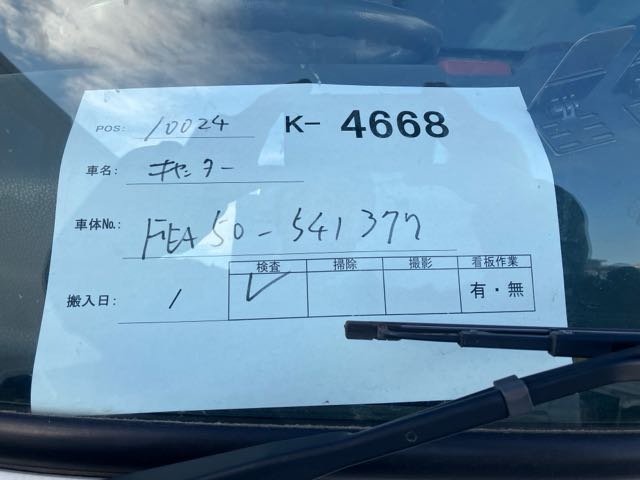 POS: 10024 K- 4668
車名: キャンター
車体No.: FEA50-541377
検査 掃除 撮影 看板作業
搬入日: / ✓ 有・無